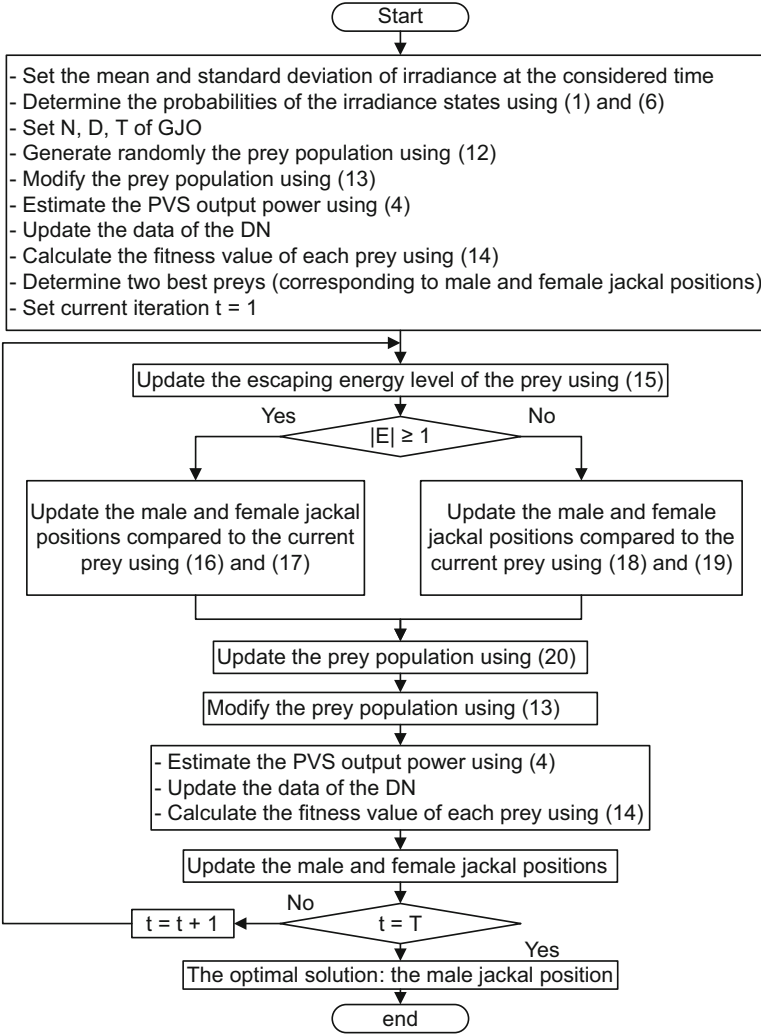 Start
- Set the mean and standard deviation of irradiance at the considered time
- Determine the probabilities of the irradiance states using (1) and (6)
- Set N, D, T of GJO
- Generate randomly the prey population using (12)
- Modify the prey population using (13)
- Estimate the PVS output power using (4)
- Update the data of the DN
- Calculate the fitness value of each prey using (14)
- Determine two best preys (corresponding to male and female jackal positions)
- Set current iteration t = 1
Update the escaping energy level of the prey using (15)
Yes
|E| ≥ 1
No
Update the male and female jackal
positions compared to the current
prey using (16) and (17)
Update the male and female
jackal positions compared to the
current prey using (18) and (19)
Update the prey population using (20)
Modify the prey population using (13)
- Estimate the PVS output power using (4)
- Update the data of the DN
- Calculate the fitness value of each prey using (14)
Update the male and female jackal positions
No
t = t + 1
t = T
Yes
The optimal solution: the male jackal position
end